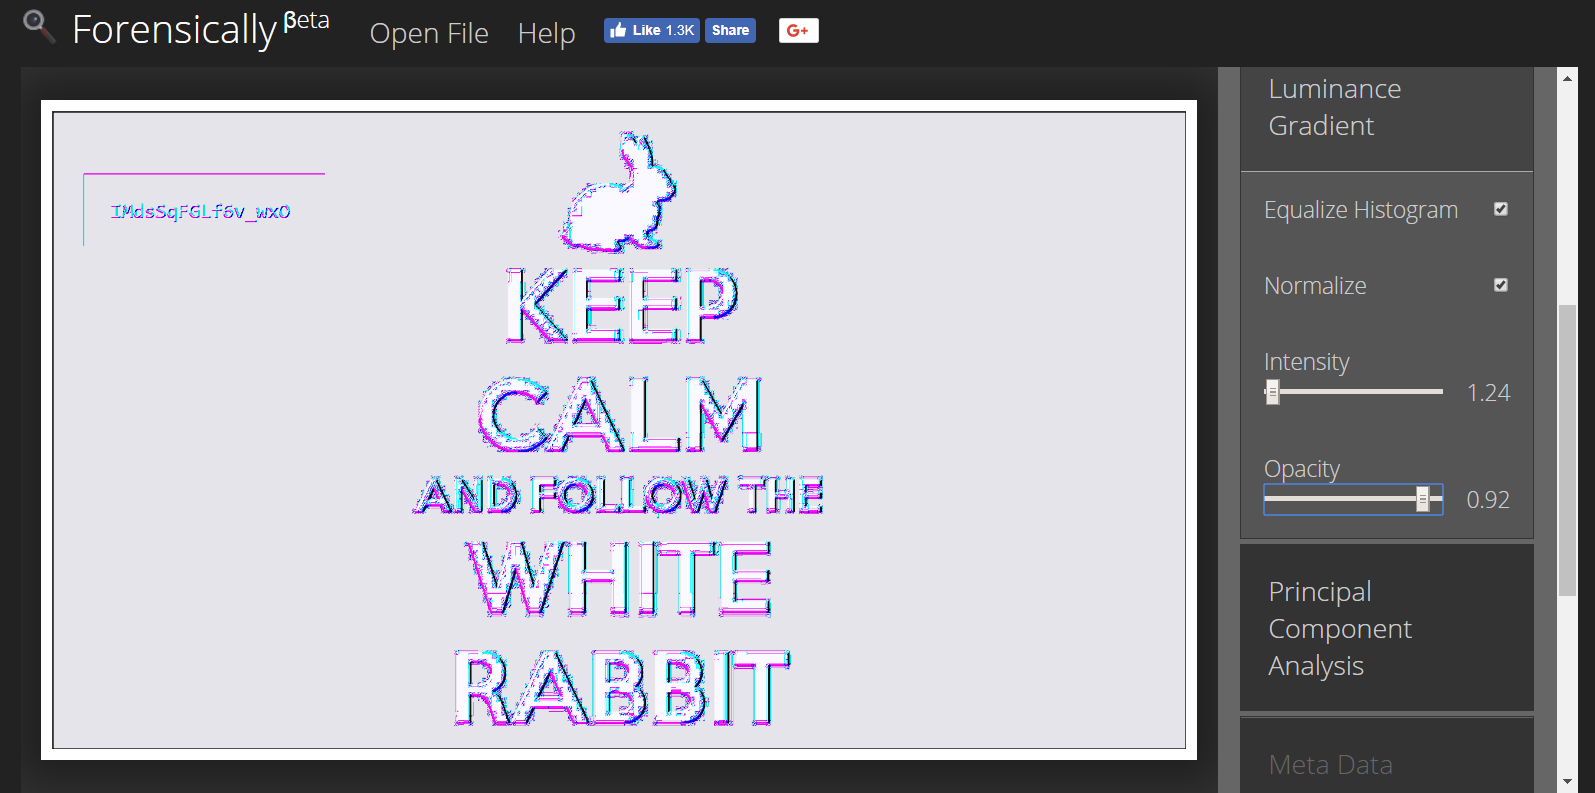 Forensically βeta
Open File
Help
Like 1.3K
Share
G+
IMdsSqFGLf6v_wxO
KEEP
CALM
AND FOLLOW THE
WHITE
RABBIT
Luminance
Gradient
Equalize Histogram
Normalize
Intensity
1.24
Opacity
0.92
Principal
Component
Analysis
Meta Data